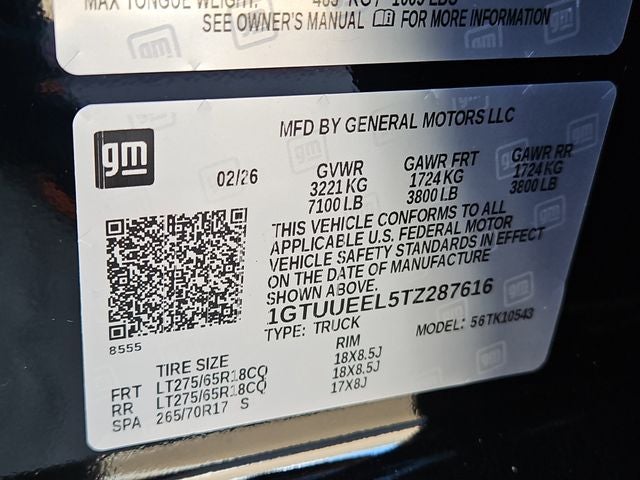 MAX TONGUE WEIGHT:
SEE OWNER'S MANUAL FOR MORE INFORMATION
gm
MFD BY GENERAL MOTORS LLC
02/26
GVWR
3221 KG
7100 LB
GAWR FRT
1724 KG
3800 LB
GAWR RR
1724 KG
3800 LB
THIS VEHICLE CONFORMS TO ALL
APPLICABLE U.S. FEDERAL MOTOR
VEHICLE SAFETY STANDARDS IN EFFECT
ON THE DATE OF MANUFACTURE
SHOWN ABOVE.
1GTUUEEL5TZ287616
TYPE: TRUCK
MODEL: 56TK10543
8555
TIRE SIZE RIM
FRT LT275/65R18CQ 18X8.5J
RR LT275/65R18CQ 18X8.5J
SPA 265/70R17 S 17X8J